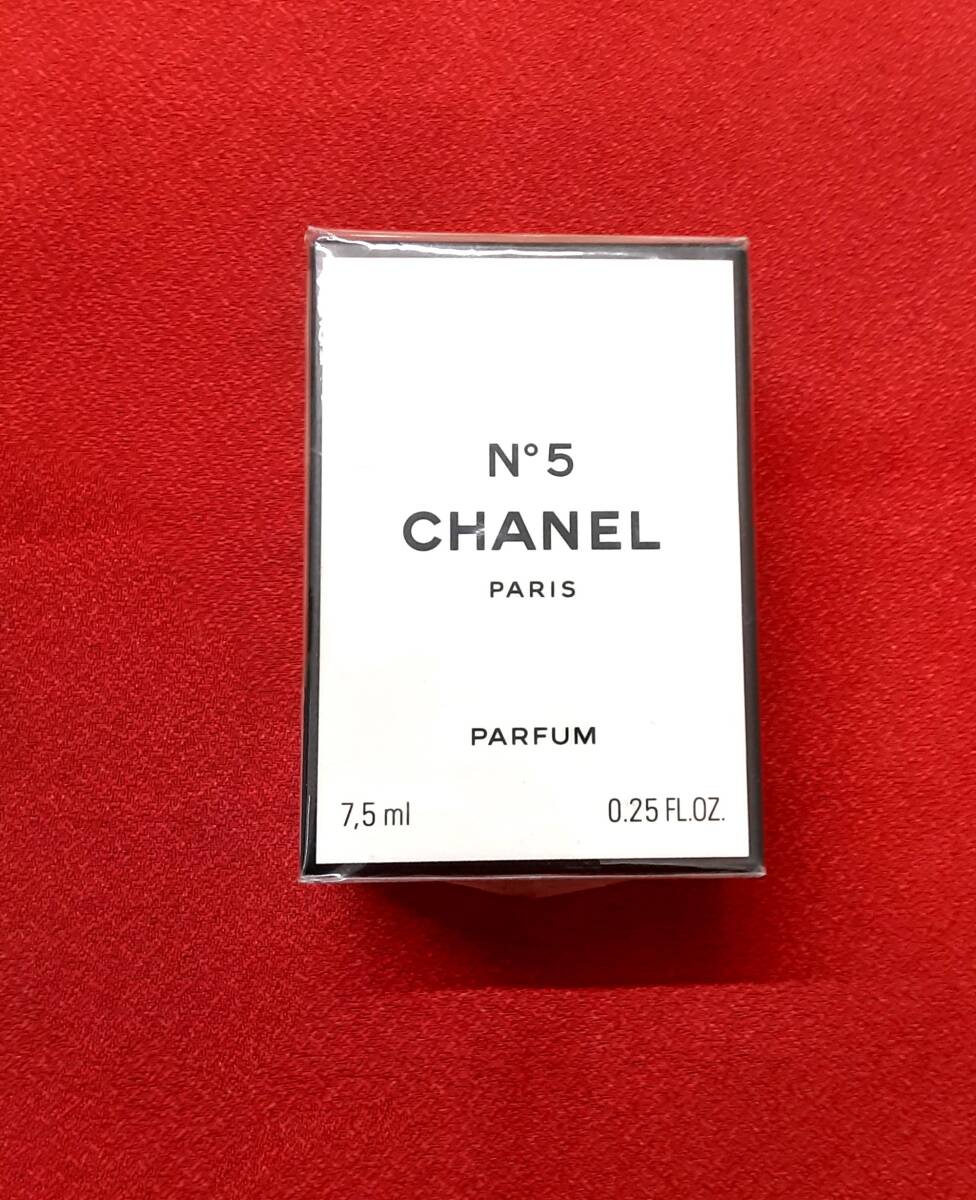 N°5
CHANEL
PARIS
PARFUM
7,5 ml 0.25 FL.OZ.